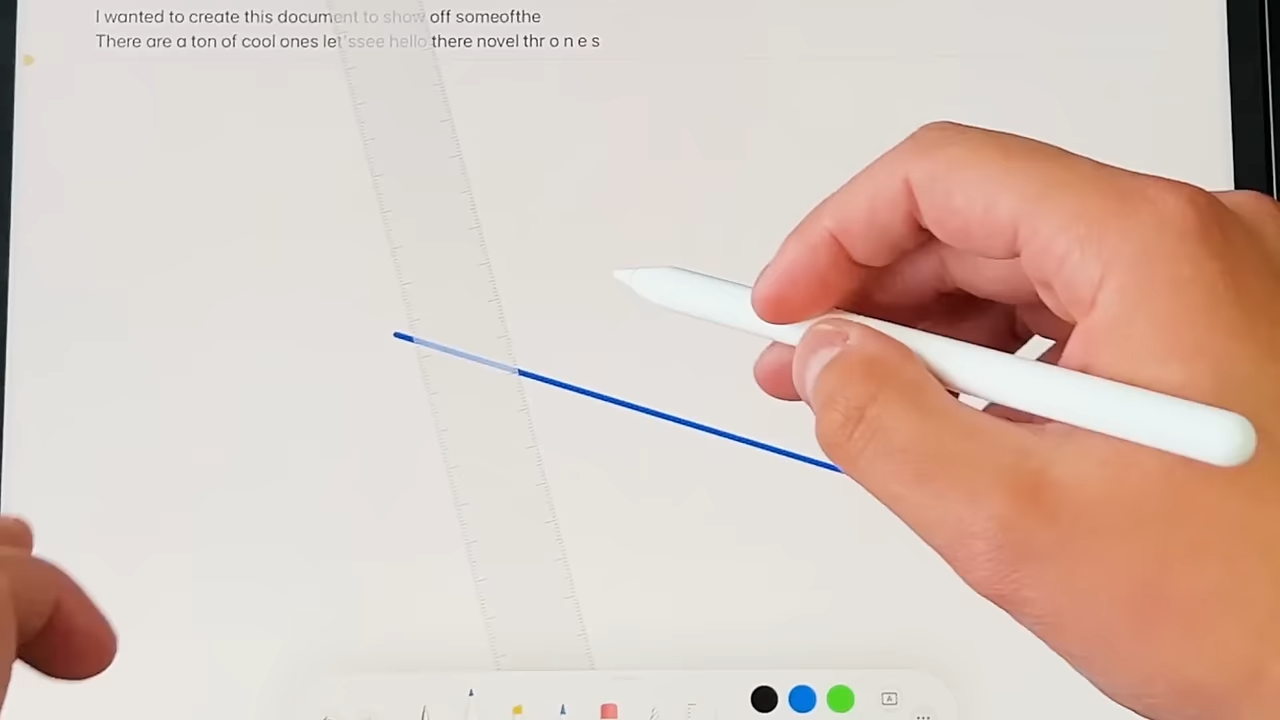 I wanted to create this document to show off someofthe
There are a ton of cool ones let'ssee hello there novel thr o n e s
A